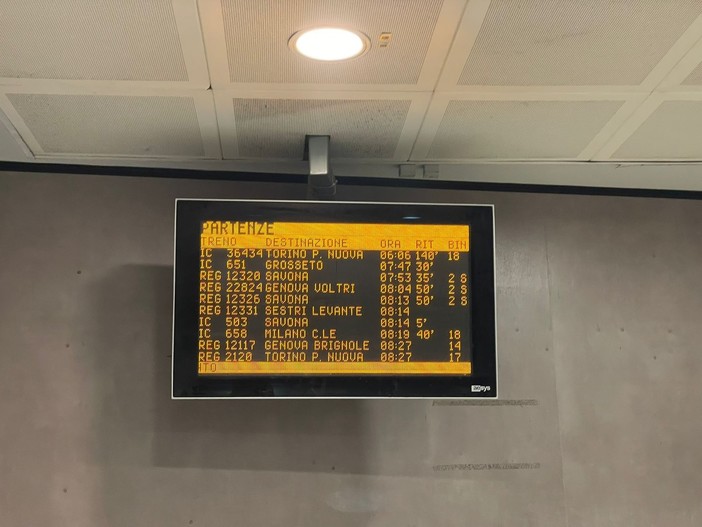 PARTENZE
TRENO DESTINAZIONE ORA RIT BIN
IC 36434 TORINO P. NUOVA 06:06 140' 18
IC 651 GROSSETO 07:47 30'
REG 12320 SAVONA 07:53 35' 2 S
REG 22824 GENOVA VOLTRI 08:04 50' 2 S
REG 12326 SAVONA 08:13 50' 2 S
REG 12331 SESTRI LEVANTE 08:14
IC 503 SAVONA 08:14 5'
IC 658 MILANO C.LE 08:19 40' 18
REG 12117 GENOVA BRIGNOLE 08:27 14
REG 2120 TORINO P. NUOVA 08:27 17
ITO